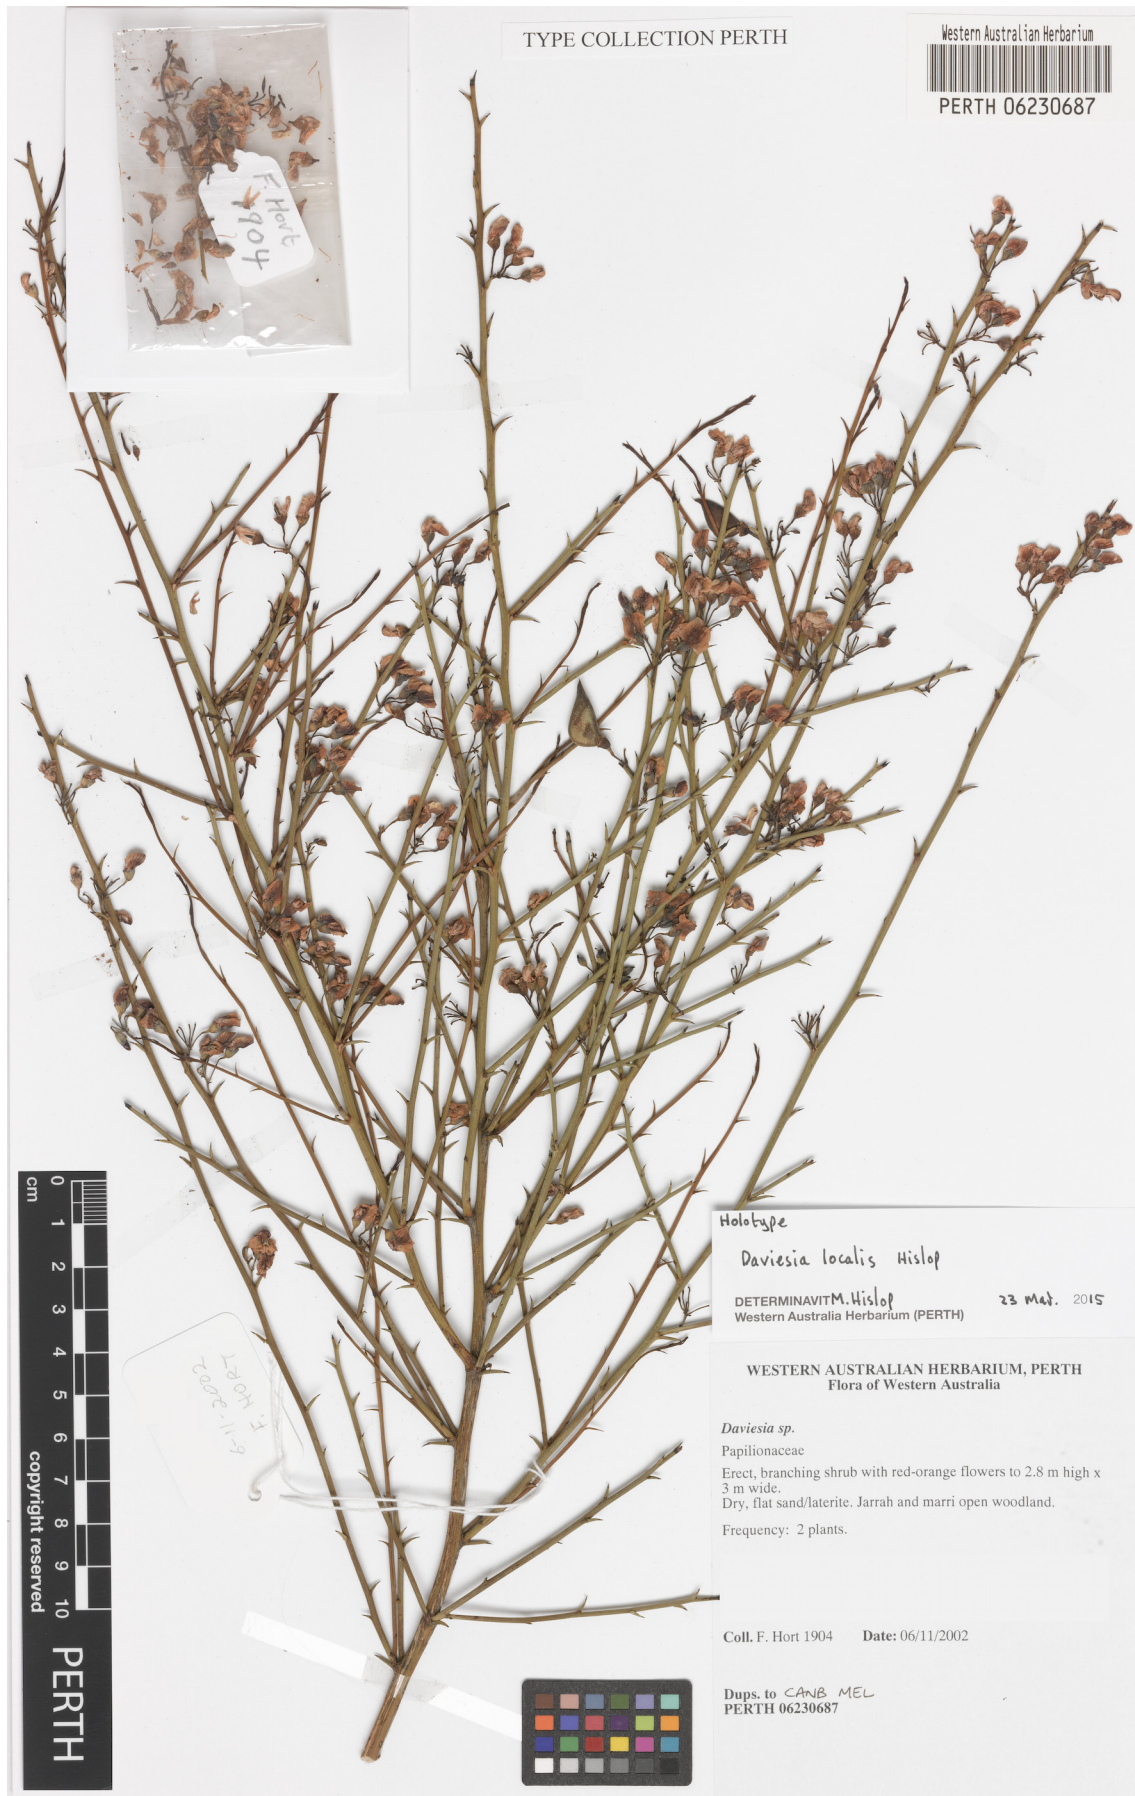 TYPE COLLECTION PERTH
Western Australian Herbarium
PERTH 06230687
F. Hort
1904
Holotype
Daviesia localis Hislop
DETERMINAVIT M. Hislop 23 Mar. 2015
Western Australia Herbarium (PERTH)
WESTERN AUSTRALIAN HERBARIUM, PERTH
Flora of Western Australia
Daviesia sp.
Papilionaceae
Erect, branching shrub with red-orange flowers to 2.8 m high x
3 m wide.
Dry, flat sand/laterite. Jarrah and marri open woodland.
Frequency: 2 plants.
Coll. F. Hort 1904 Date: 06/11/2002
Dups. to CANB MEL
PERTH 06230687
6-11-2002
F. HORT
0 1 2 3 4 5 6 7 8 9 10
cm
copyright reserved
PERTH